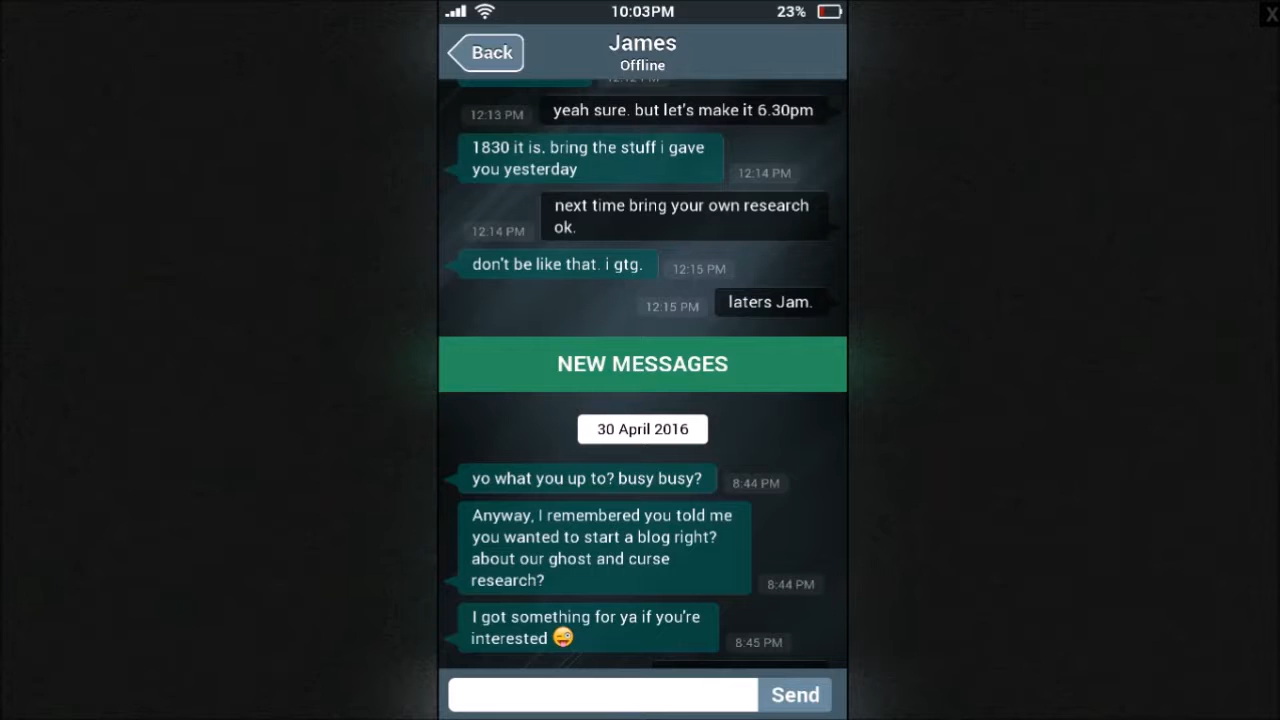 10:03PM
23%
X
Back
James
Offline
12:12 PM
yeah sure. but let's make it 6.30pm
12:13 PM
1830 it is. bring the stuff i gave
you yesterday
12:14 PM
next time bring your own research
ok.
12:14 PM
don't be like that. i gtg.
12:15 PM
laters Jam.
12:15 PM
NEW MESSAGES
30 April 2016
yo what you up to? busy busy?
8:44 PM
Anyway, I remembered you told me
you wanted to start a blog right?
about our ghost and curse
research?
8:44 PM
I got something for ya if you're
interested 😜
8:45 PM
Send